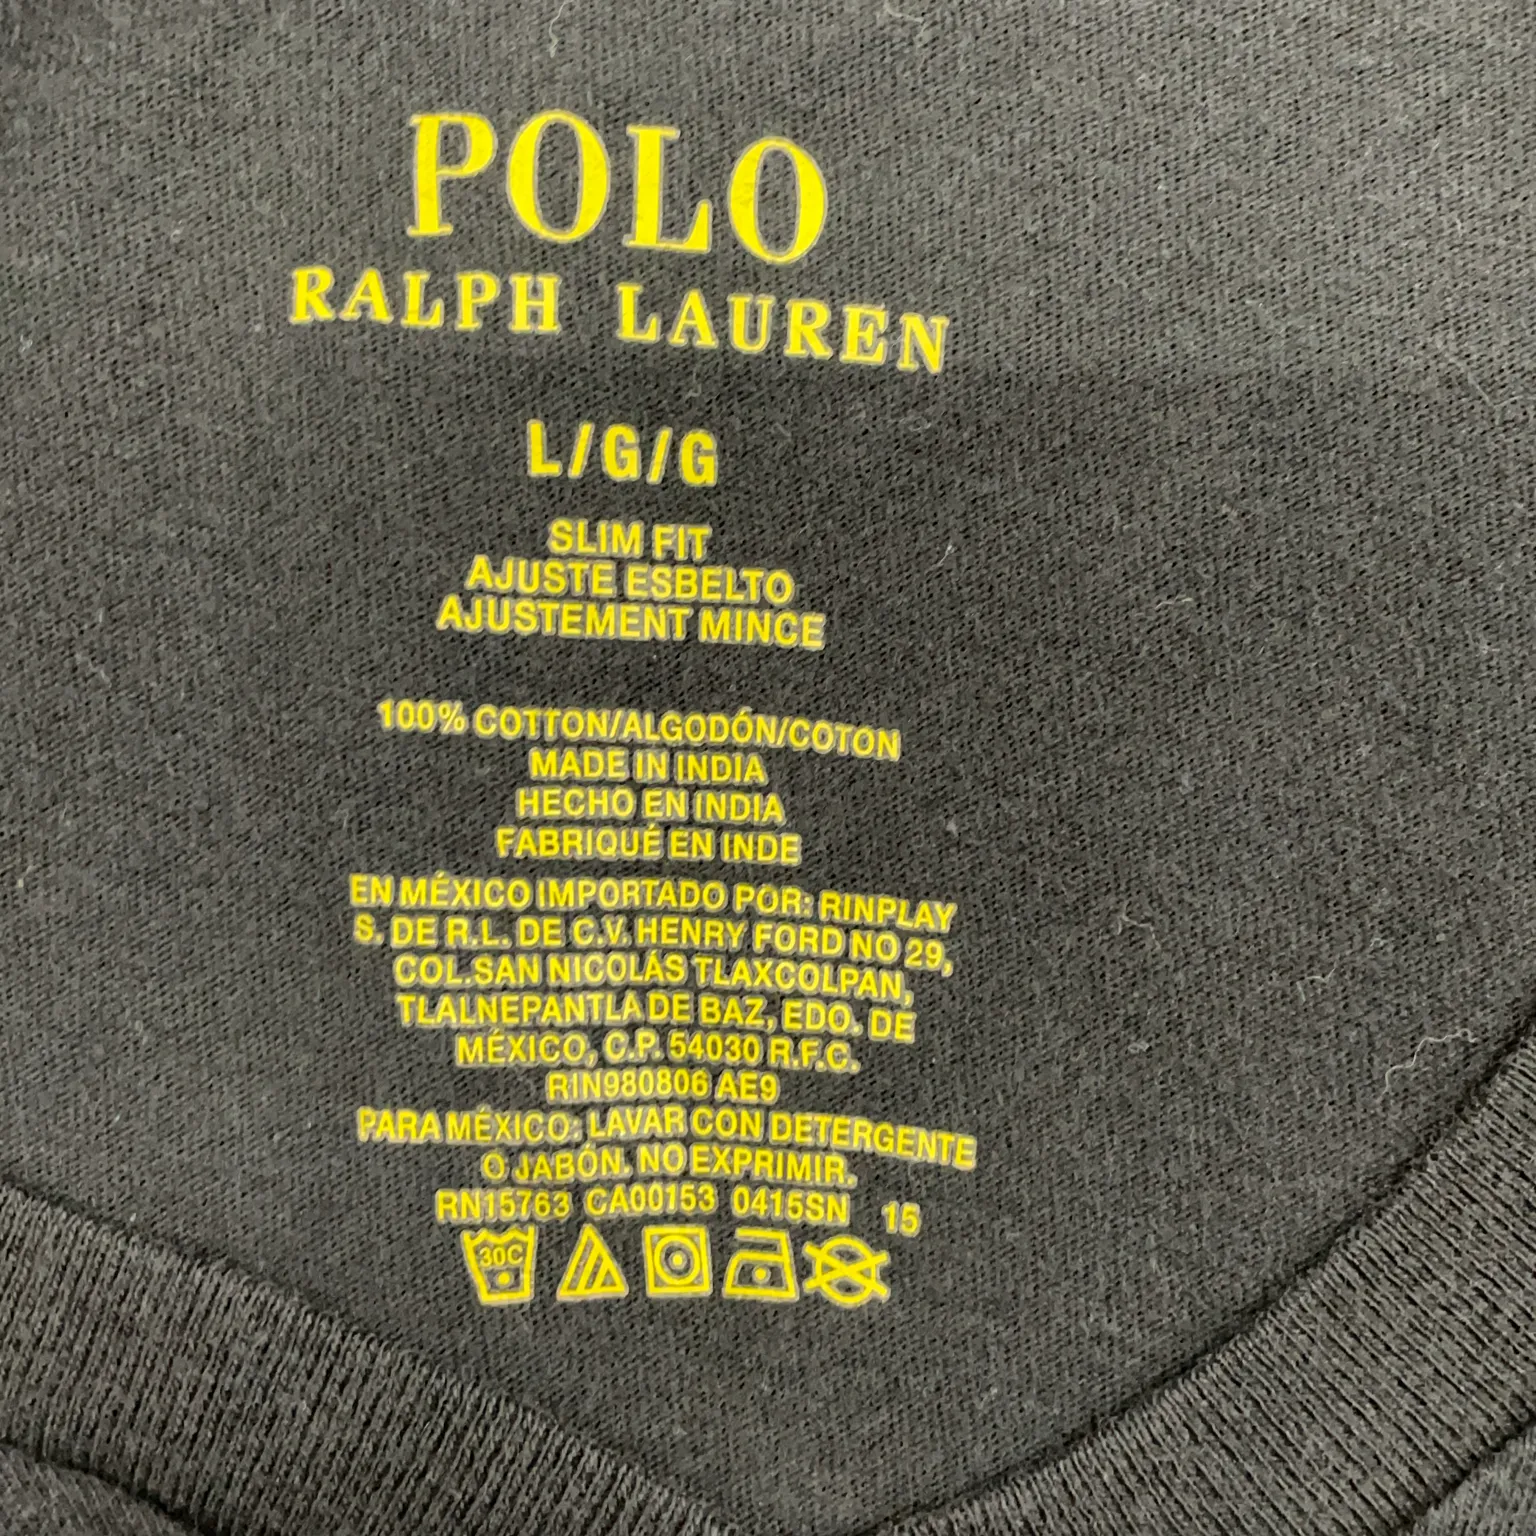 POLO
RALPH LAUREN
L/G/G
SLIM FIT
AJUSTE ESBELTO
AJUSTEMENT MINCE
100% COTTON/ALGODÓN/COTON
MADE IN INDIA
HECHO EN INDIA
FABRIQUÉ EN INDE
EN MÉXICO IMPORTADO POR: RINPLAY
S. DE R.L. DE C.V. HENRY FORD NO 29,
COL.SAN NICOLÁS TLAXCOLPAN,
TLALNEPANTLA DE BAZ, EDO. DE
MÉXICO, C.P. 54030 R.F.C.
RIN980806 AE9
PARA MÉXICO: LAVAR CON DETERGENTE
O JABÓN. NO EXPRIMIR.
RN15763 CA00153 0415SN 15
30C